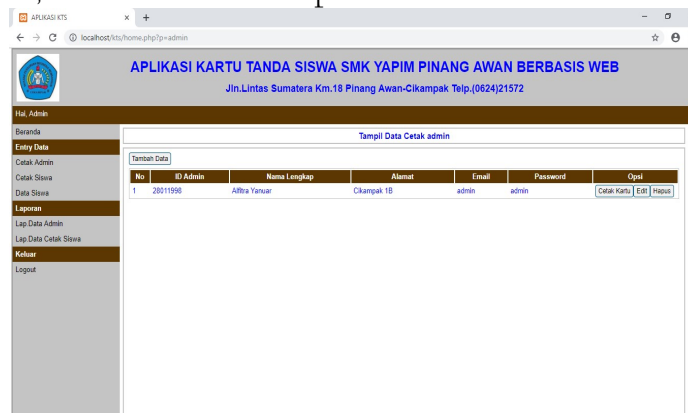 APLIKASI KTS
localhost/kts/home.php?p=admin
APLIKASI KARTU TANDA SISWA SMK YAPIM PINANG AWAN BERBASIS WEB
Jln.Lintas Sumatera Km.18 Pinang Awan-Cikampak Telp.(0624)21572
Hai, Admin
Beranda
Entry Data
Cetak Admin
Cetak Siswa
Data Siswa
Laporan
Lap.Data Admin
Lap.Data Cetak Siswa
Keluar
Logout
Tampil Data Cetak admin
Tambah Data
No ID Admin Nama Lengkap Alamat Email Password Opsi
1 28011996 Alfitra Yanuar Cikampak 1B admin admin Cetak Kartu Edit Hapus